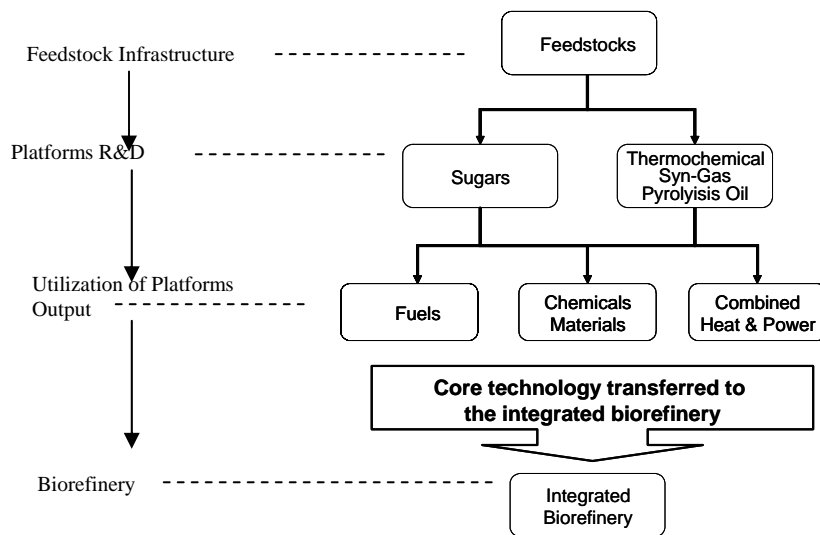 Feedstock Infrastructure
Feedstocks
Platforms R&D
Sugars
Thermochemical
Syn-Gas
Pyrolyisis Oil
Utilization of Platforms
Output
Fuels
Chemicals
Materials
Combined
Heat & Power
Core technology transferred to
the integrated biorefinery
Biorefinery
Integrated
Biorefinery